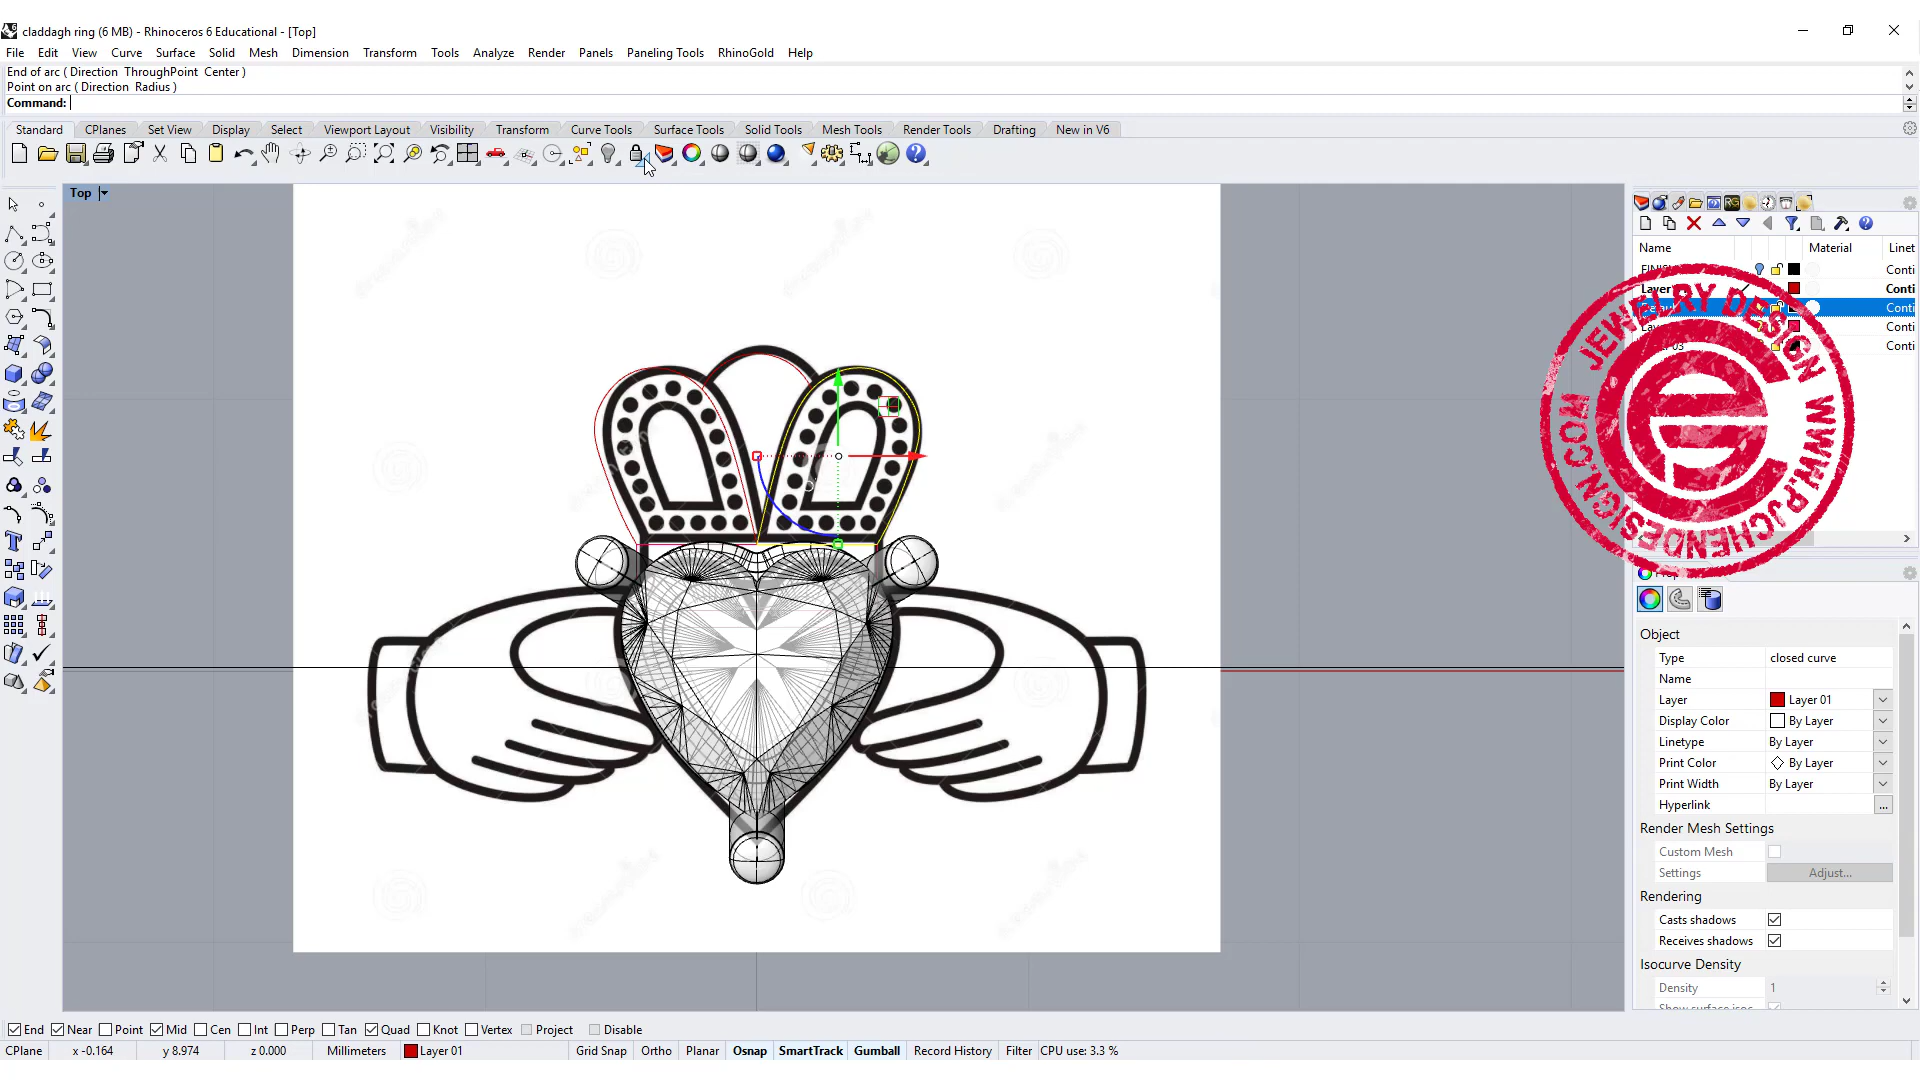 claddagh ring (6 MB) - Rhinoceros 6 Educational - [Top]
File Edit View Curve Surface Solid Mesh Dimension Transform Tools Analyze Render Panels Paneling Tools RhinoGold Help
End of arc ( Direction ThroughPoint Center )
Point on arc ( Direction Radius )
Command:
Standard CPlanes Set View Display Select Viewport Layout Visibility Transform Curve Tools Surface Tools Solid Tools Mesh Tools Render Tools Drafting New in V6
Top
Name Material Linet
Conti
Layer Conti
Conti
Conti
03 Conti
JEWELRY DESIGN
WWW.PJCHENDESIGN.COM
Object
Type closed curve
Name
Layer Layer 01
Display Color By Layer
Linetype By Layer
Print Color By Layer
Print Width By Layer
Hyperlink ...
Render Mesh Settings
Custom Mesh
Settings Adjust...
Rendering
Casts shadows
Receives shadows
Isocurve Density
Density 1
End Near Point Mid Cen Int Perp Tan Quad Knot Vertex Project Disable
CPlane x -0.164 y 8.974 z 0.000 Millimeters Layer 01 Grid Snap Ortho Planar Osnap SmartTrack Gumball Record History Filter CPU use: 3.3 %